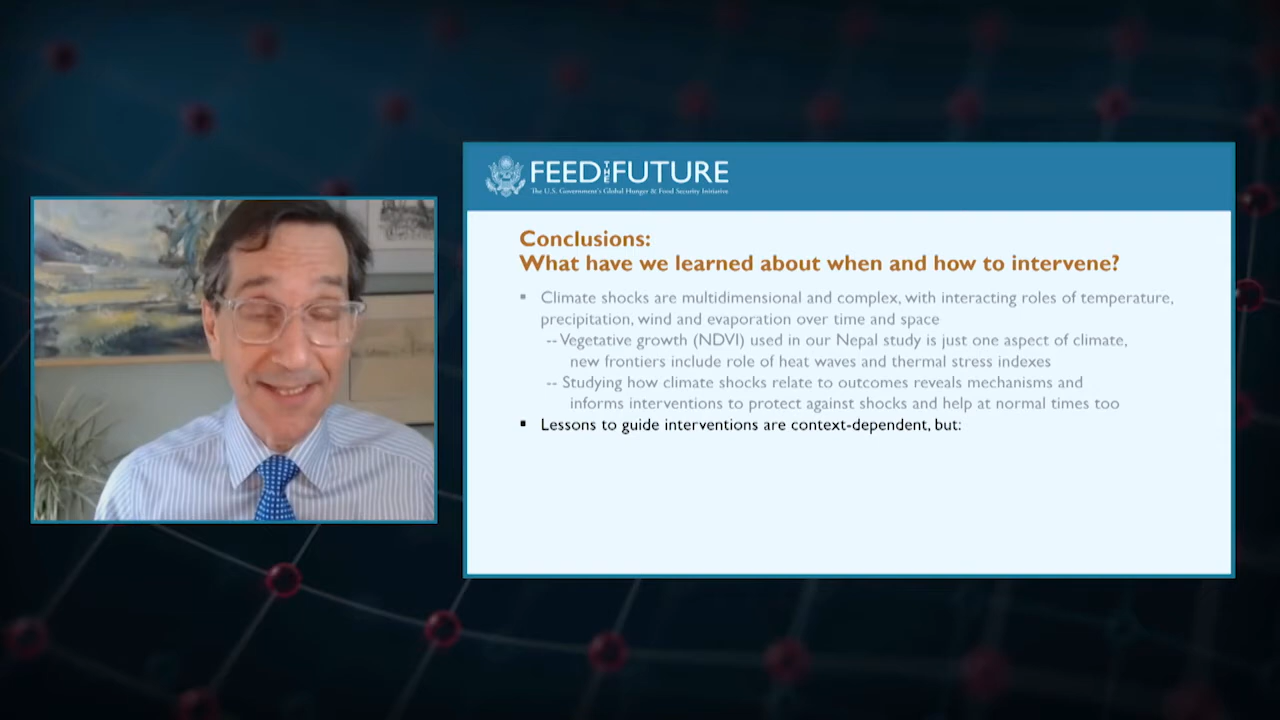 FEED THE FUTURE
The U.S. Government's Global Hunger & Food Security Initiative
Conclusions:
What have we learned about when and how to intervene?
▪ Climate shocks are multidimensional and complex, with interacting roles of temperature,
precipitation, wind and evaporation over time and space
-- Vegetative growth (NDVI) used in our Nepal study is just one aspect of climate,
new frontiers include role of heat waves and thermal stress indexes
-- Studying how climate shocks relate to outcomes reveals mechanisms and
informs interventions to protect against shocks and help at normal times too
▪ Lessons to guide interventions are context-dependent, but: